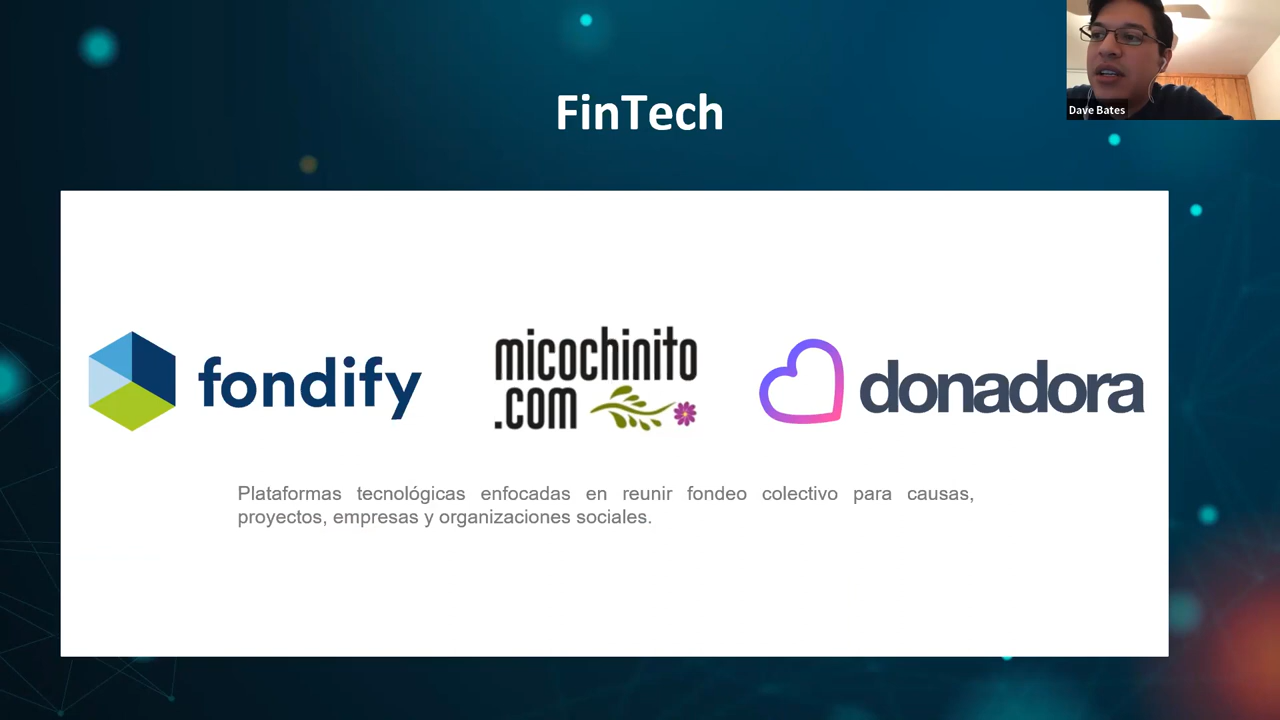 Dave Bates
FinTech
fondify
micochinito
.com
donadora
Plataformas tecnológicas enfocadas en reunir fondeo colectivo para causas,
proyectos, empresas y organizaciones sociales.